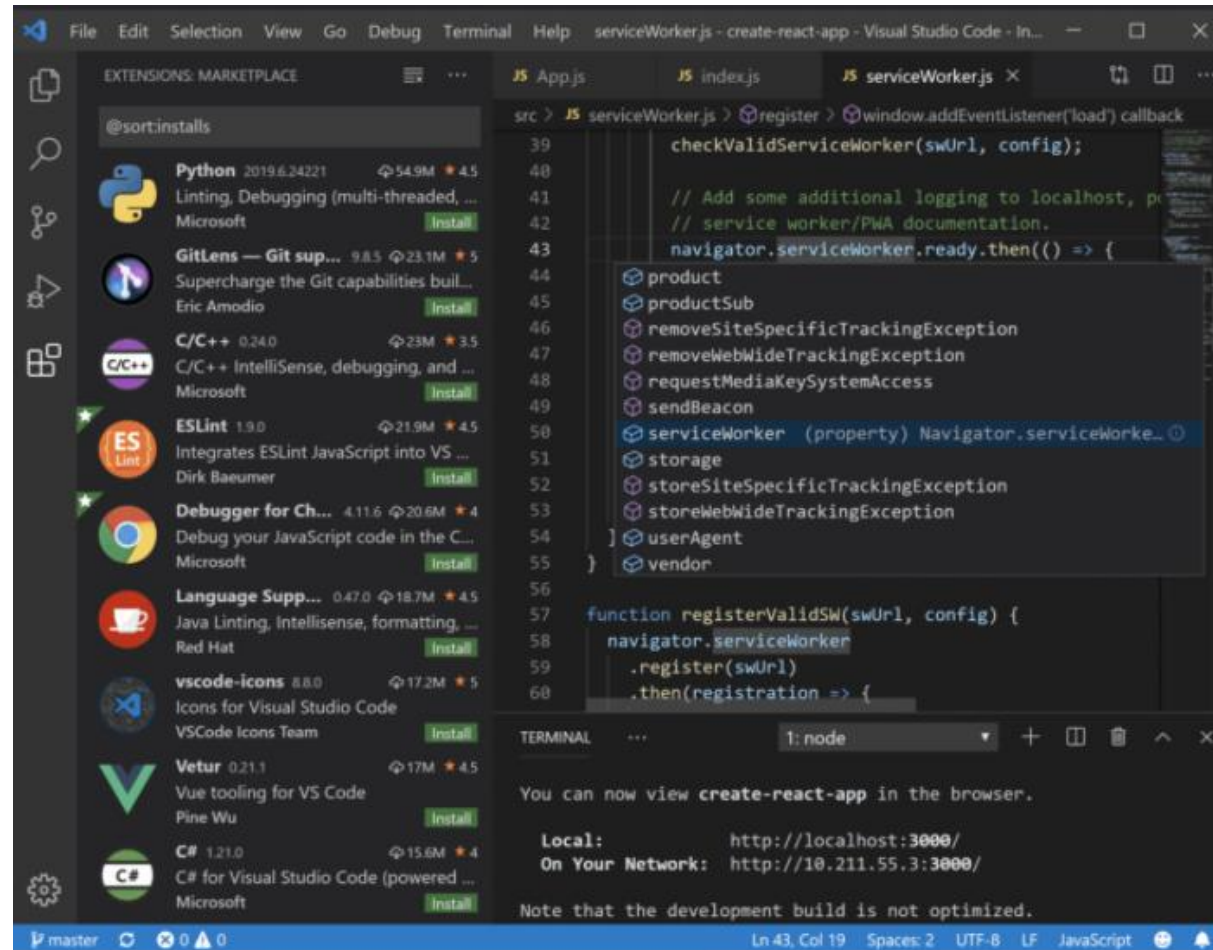 File Edit Selection View Go Debug Terminal Help serviceWorker.js - create-react-app - Visual Studio Code - In...
EXTENSIONS: MARKETPLACE
@sort:installs
Python 2019.6.24221 54.9M ★ 4.5
Linting, Debugging (multi-threaded, ...
Microsoft Install
GitLens — Git sup... 9.8.5 23.1M ★ 5
Supercharge the Git capabilities buil...
Eric Amodio Install
C/C++ 0.24.0 23M ★ 3.5
C/C++
C/C++ IntelliSense, debugging, and ...
Microsoft Install
ESLint 1.9.0 21.9M ★ 4.5
ES
Lint
Integrates ESLint JavaScript into VS ...
Dirk Baeumer Install
Debugger for Ch... 4.11.6 20.6M ★ 4
Debug your JavaScript code in the C...
Microsoft Install
Language Supp... 0.47.0 18.7M ★ 4.5
Java Linting, Intellisense, formatting, ...
Red Hat Install
vscode-icons 8.8.0 17.2M ★ 5
Icons for Visual Studio Code
VSCode Icons Team Install
Vetur 0.21.1 17M ★ 4.5
Vue tooling for VS Code
Pine Wu Install
C# 1.21.0 15.6M ★ 4
C#
C# for Visual Studio Code (powered ...
Microsoft Install
JS App.js JS index.js JS serviceWorker.js ×
src > JS serviceWorker.js > register > window.addEventListener('load') callback
39 checkValidServiceWorker(swUrl, config);
40
41 // Add some additional logging to localhost, po
42 // service worker/PWA documentation.
43 navigator.serviceWorker.ready.then(() => {
44 product
45 productSub
46 removeSiteSpecificTrackingException
47 removeWebWideTrackingException
48 requestMediaKeySystemAccess
49 sendBeacon
50 serviceWorker (property) Navigator.serviceWorke...
51 storage
52 storeSiteSpecificTrackingException
53 storeWebWideTrackingException
54 } userAgent
55 } vendor
56
57 function registerValidSW(swUrl, config) {
58 navigator.serviceWorker
59 .register(swUrl)
60 .then(registration => {
TERMINAL ... 1: node
You can now view create-react-app in the browser.
Local: http://localhost:3000/
On Your Network: http://10.211.55.3:3000/
Note that the development build is not optimized.
master 0 0 Ln 43, Col 19 Spaces: 2 UTF-8 LF JavaScript